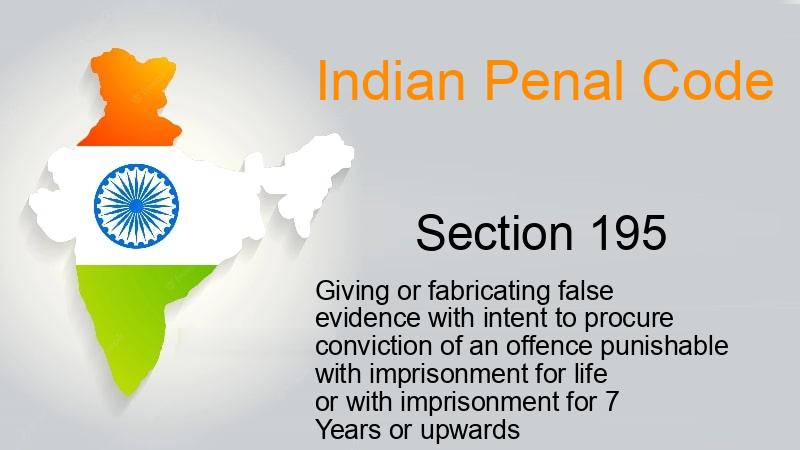 Indian Penal Code
Section 195
Giving or fabricating false
evidence with intent to procure
conviction of an offence punishable
with imprisonment for life
or with imprisonment for 7
Years or upwards